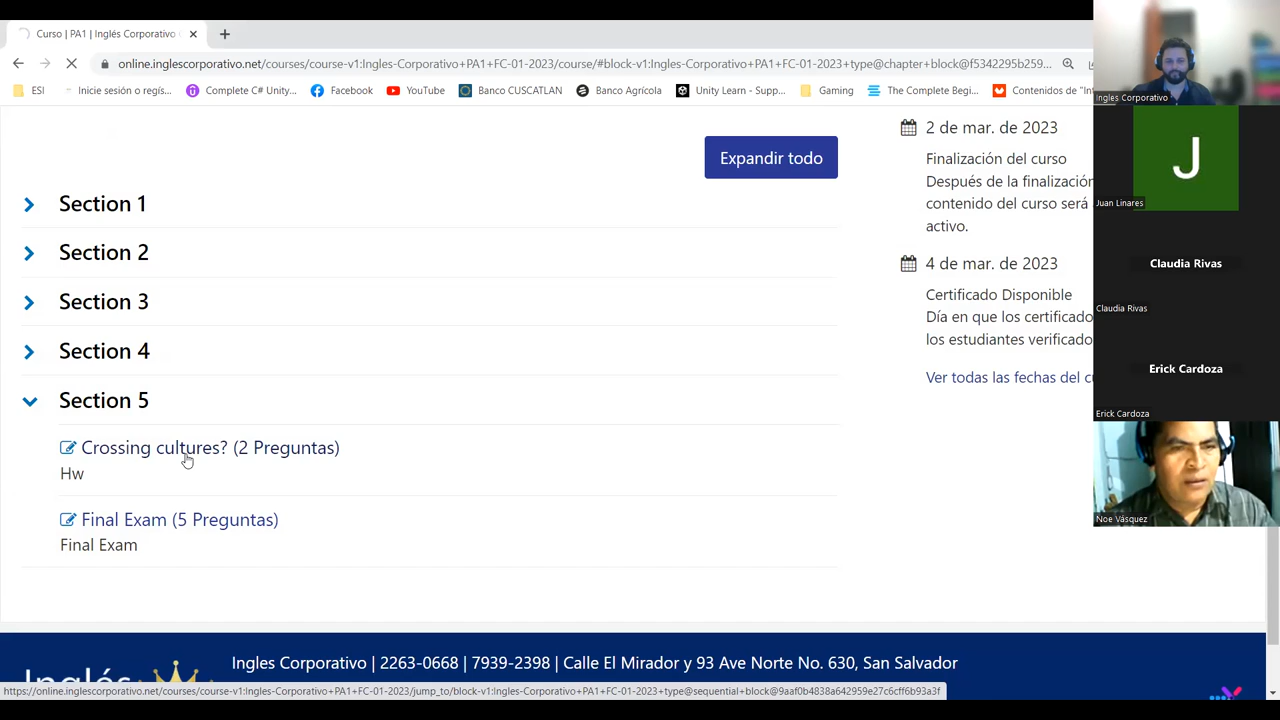 Curso | PA1 | Inglés Corporativo
online.inglescorporativo.net/courses/course-v1:Ingles-Corporativo+PA1+FC-01-2023/course/#block-v1:Ingles-Corporativo+PA1+FC-01-2023+type@chapter+block@f5342295b259...
ESI
Inicie sesión o regís...
Complete C# Unity...
Facebook
YouTube
Banco CUSCATLAN
Banco Agrícola
Unity Learn - Supp...
Gaming
The Complete Begi...
Contenidos de "In
Expandir todo
Section 1
Section 2
Section 3
Section 4
Section 5
Crossing cultures? (2 Preguntas)
Hw
Final Exam (5 Preguntas)
Final Exam
2 de mar. de 2023
Finalización del curso
Después de la finalización
contenido del curso será
activo.
4 de mar. de 2023
Certificado Disponible
Día en que los certificado
los estudiantes verificado
Ver todas las fechas del c
Ingles Corporativo
J
Juan Linares
Claudia Rivas
Claudia Rivas
Erick Cardoza
Erick Cardoza
Noe Vásquez
Inglés
Ingles Corporativo | 2263-0668 | 7939-2398 | Calle El Mirador y 93 Ave Norte No. 630, San Salvador
https://online.inglescorporativo.net/courses/course-v1:Ingles-Corporativo+PA1+FC-01-2023/jump_to/block-v1:Ingles-Corporativo+PA1+FC-01-2023+type@sequential+block@9aaf0b4838a642959e27c6cff6b93a3f